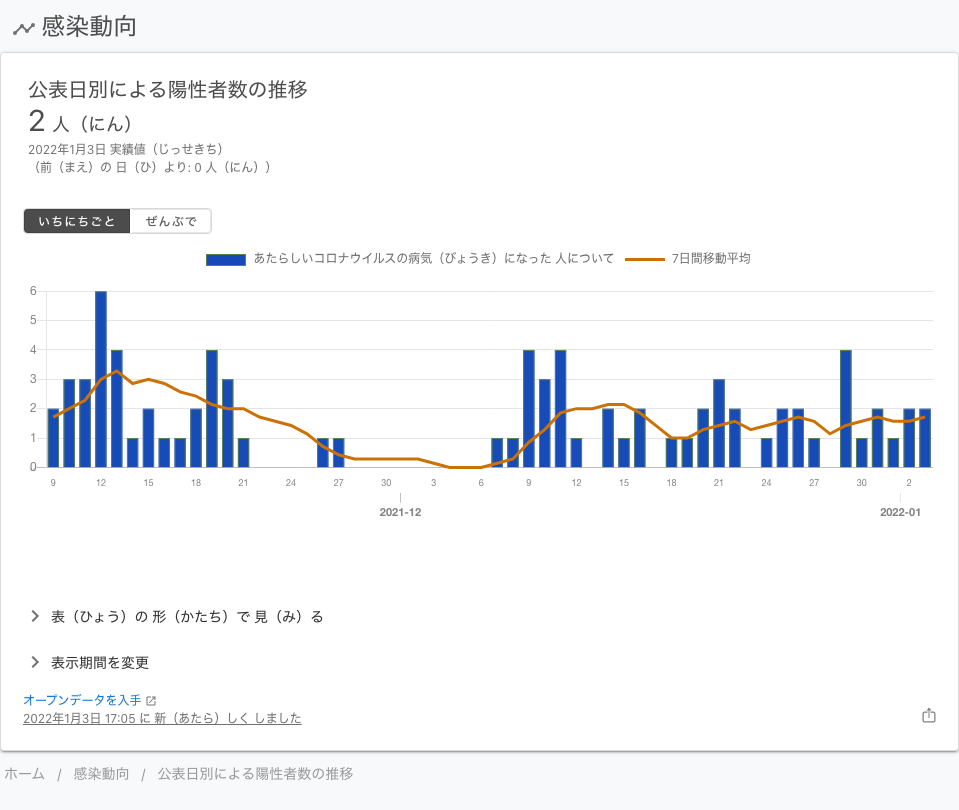 感染動向
公表日別による陽性者数の推移
2 人（にん）
2022年1月3日 実績値（じっせきち）
（前（まえ）の 日（ひ）より: 0 人（にん））
いちにちごと ぜんぶで
あたらしいコロナウイルスの病気（びょうき）になった 人について 7日間移動平均
6
5
4
3
2
1
0
9 12 15 18 21 24 27 30 3 6 9 12 15 18 21 24 27 30 2
2021-12 2022-01
表（ひょう）の 形（かたち）で 見（み）る
表示期間を変更
オープンデータを入手
2022年1月3日 17:05 に 新（あたら）しく しました
ホーム / 感染動向 / 公表日別による陽性者数の推移